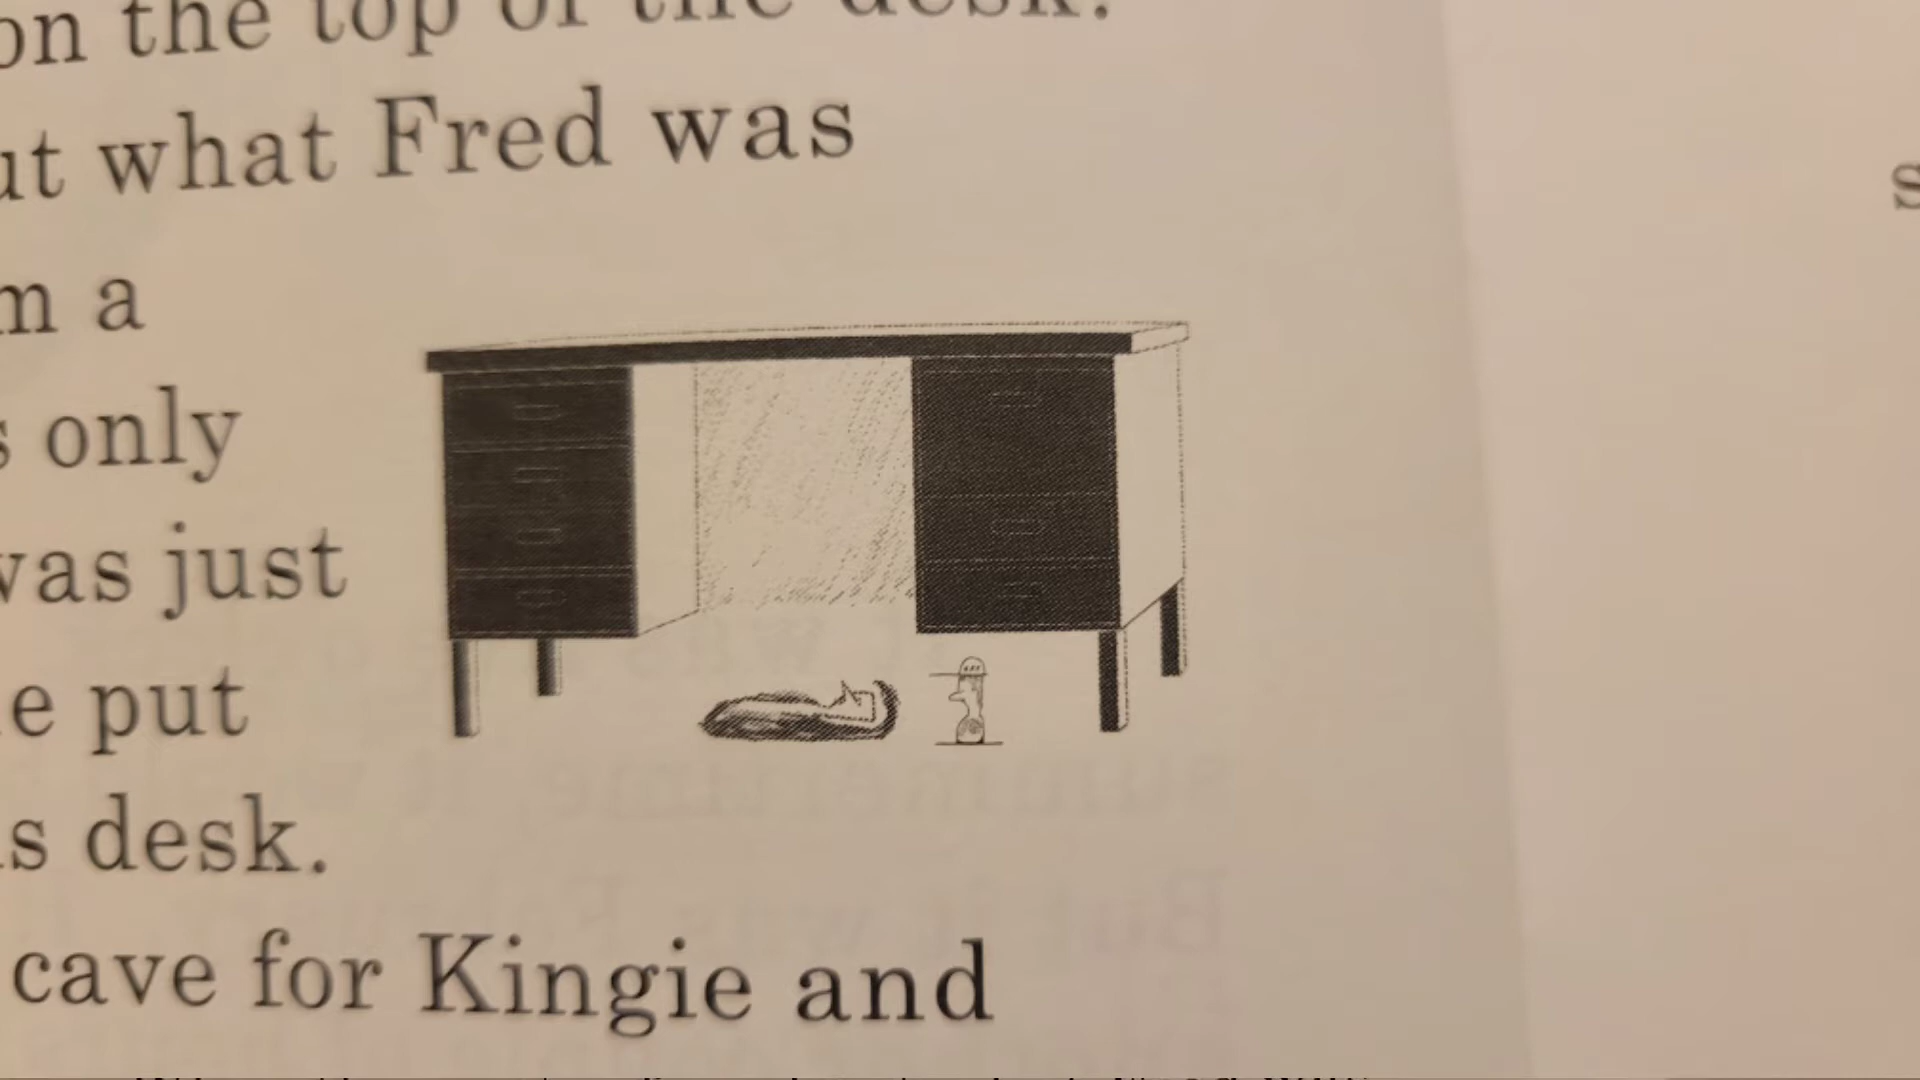 on the top of the desk.
ut what Fred was
m a
s only
was just
e put
s desk.
cave for Kingie and